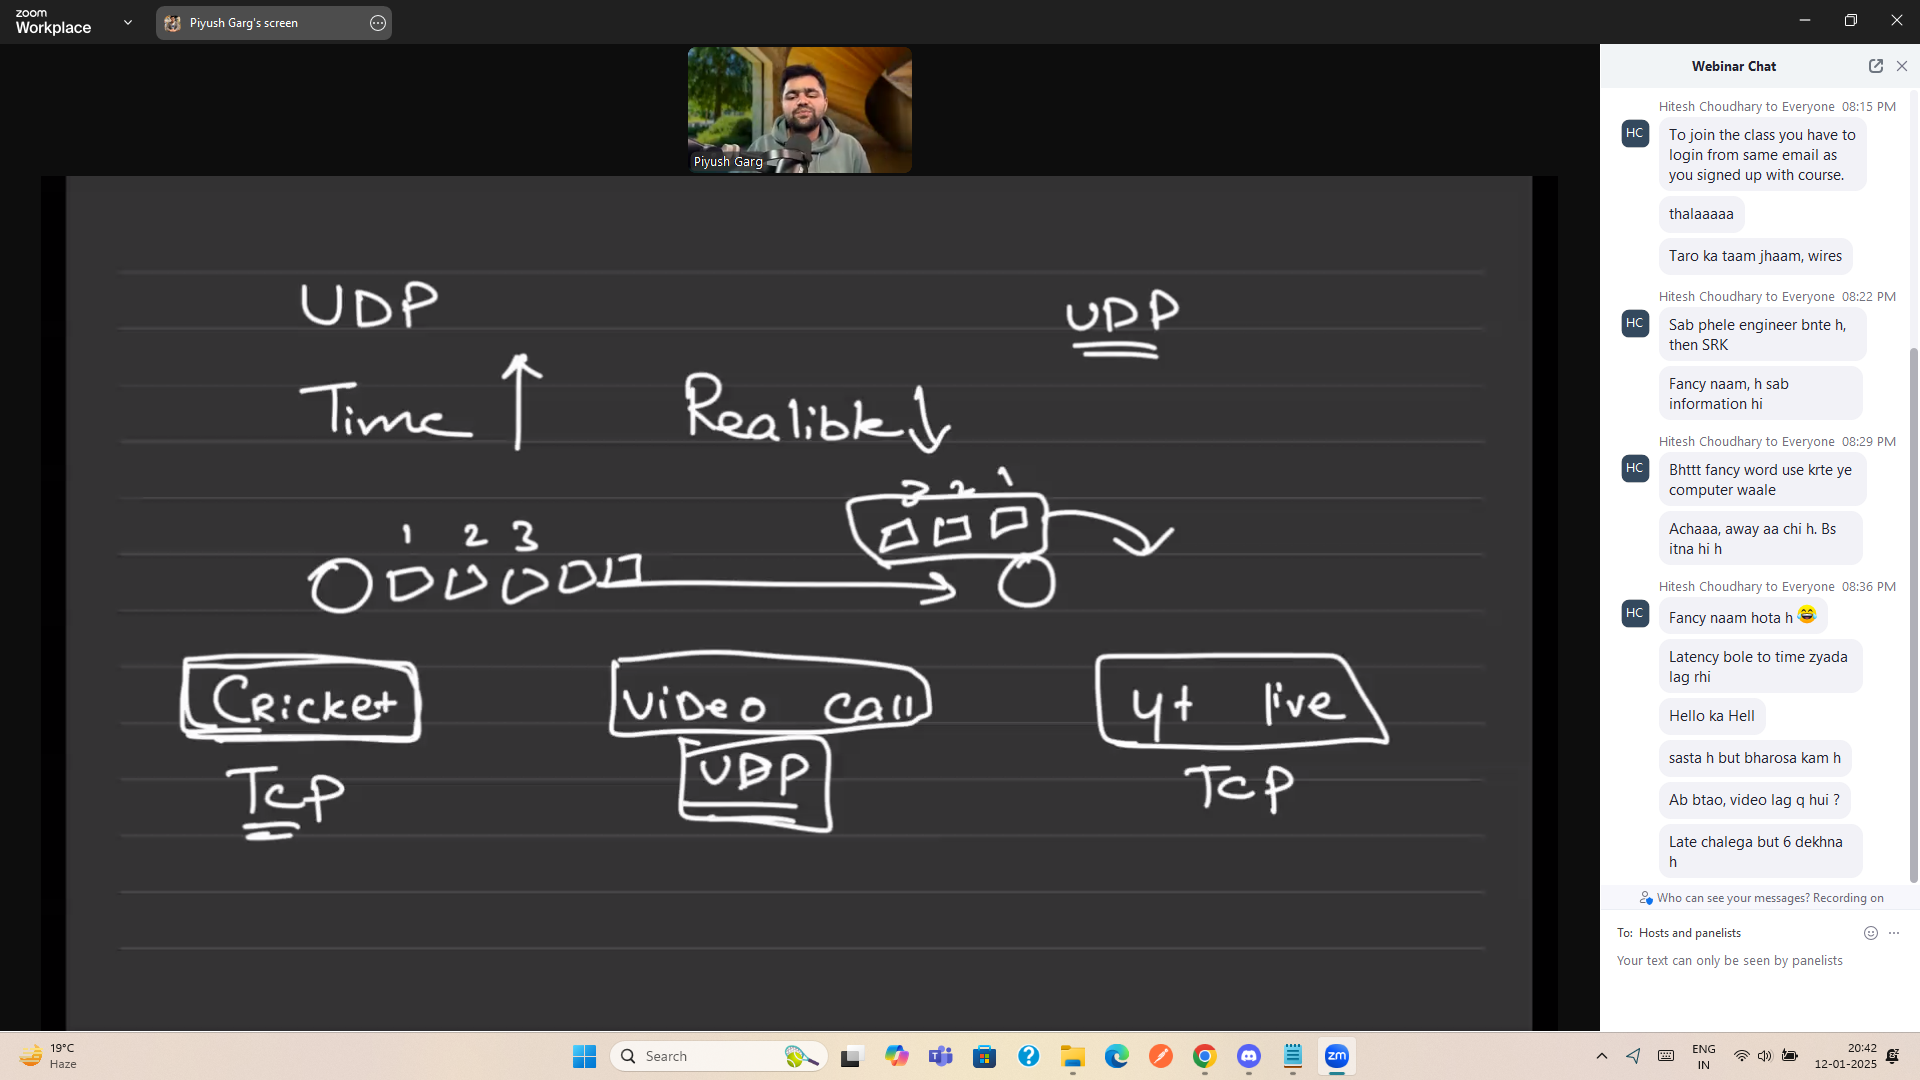 zoom
Workplace
Piyush Garg's screen
Piyush Garg
UDP
UDP
Time
Realible
3 2 1
1 2 3
Cricket
Video call
yt live
TCP
UDP
TCP
Webinar Chat
Hitesh Choudhary to Everyone 08:15 PM
HC
To join the class you have to
login from same email as
you signed up with course.
thalaaaaa
Taro ka taam jhaam, wires
Hitesh Choudhary to Everyone 08:22 PM
HC
Sab phele engineer bnte h,
then SRK
Fancy naam, h sab
information hi
Hitesh Choudhary to Everyone 08:29 PM
HC
Bhttt fancy word use krte ye
computer waale
Achaaa, away aa chi h. Bs
itna hi h
Hitesh Choudhary to Everyone 08:36 PM
HC
Fancy naam hota h 😂
Latency bole to time zyada
lag rhi
Hello ka Hell
sasta h but bharosa kam h
Ab btao, video lag q hui ?
Late chalega but 6 dekhna
h
Who can see your messages? Recording on
To: Hosts and panelists
Your text can only be seen by panelists
19°C
Haze
Search
zm
ENG
IN
20:42
12-01-2025